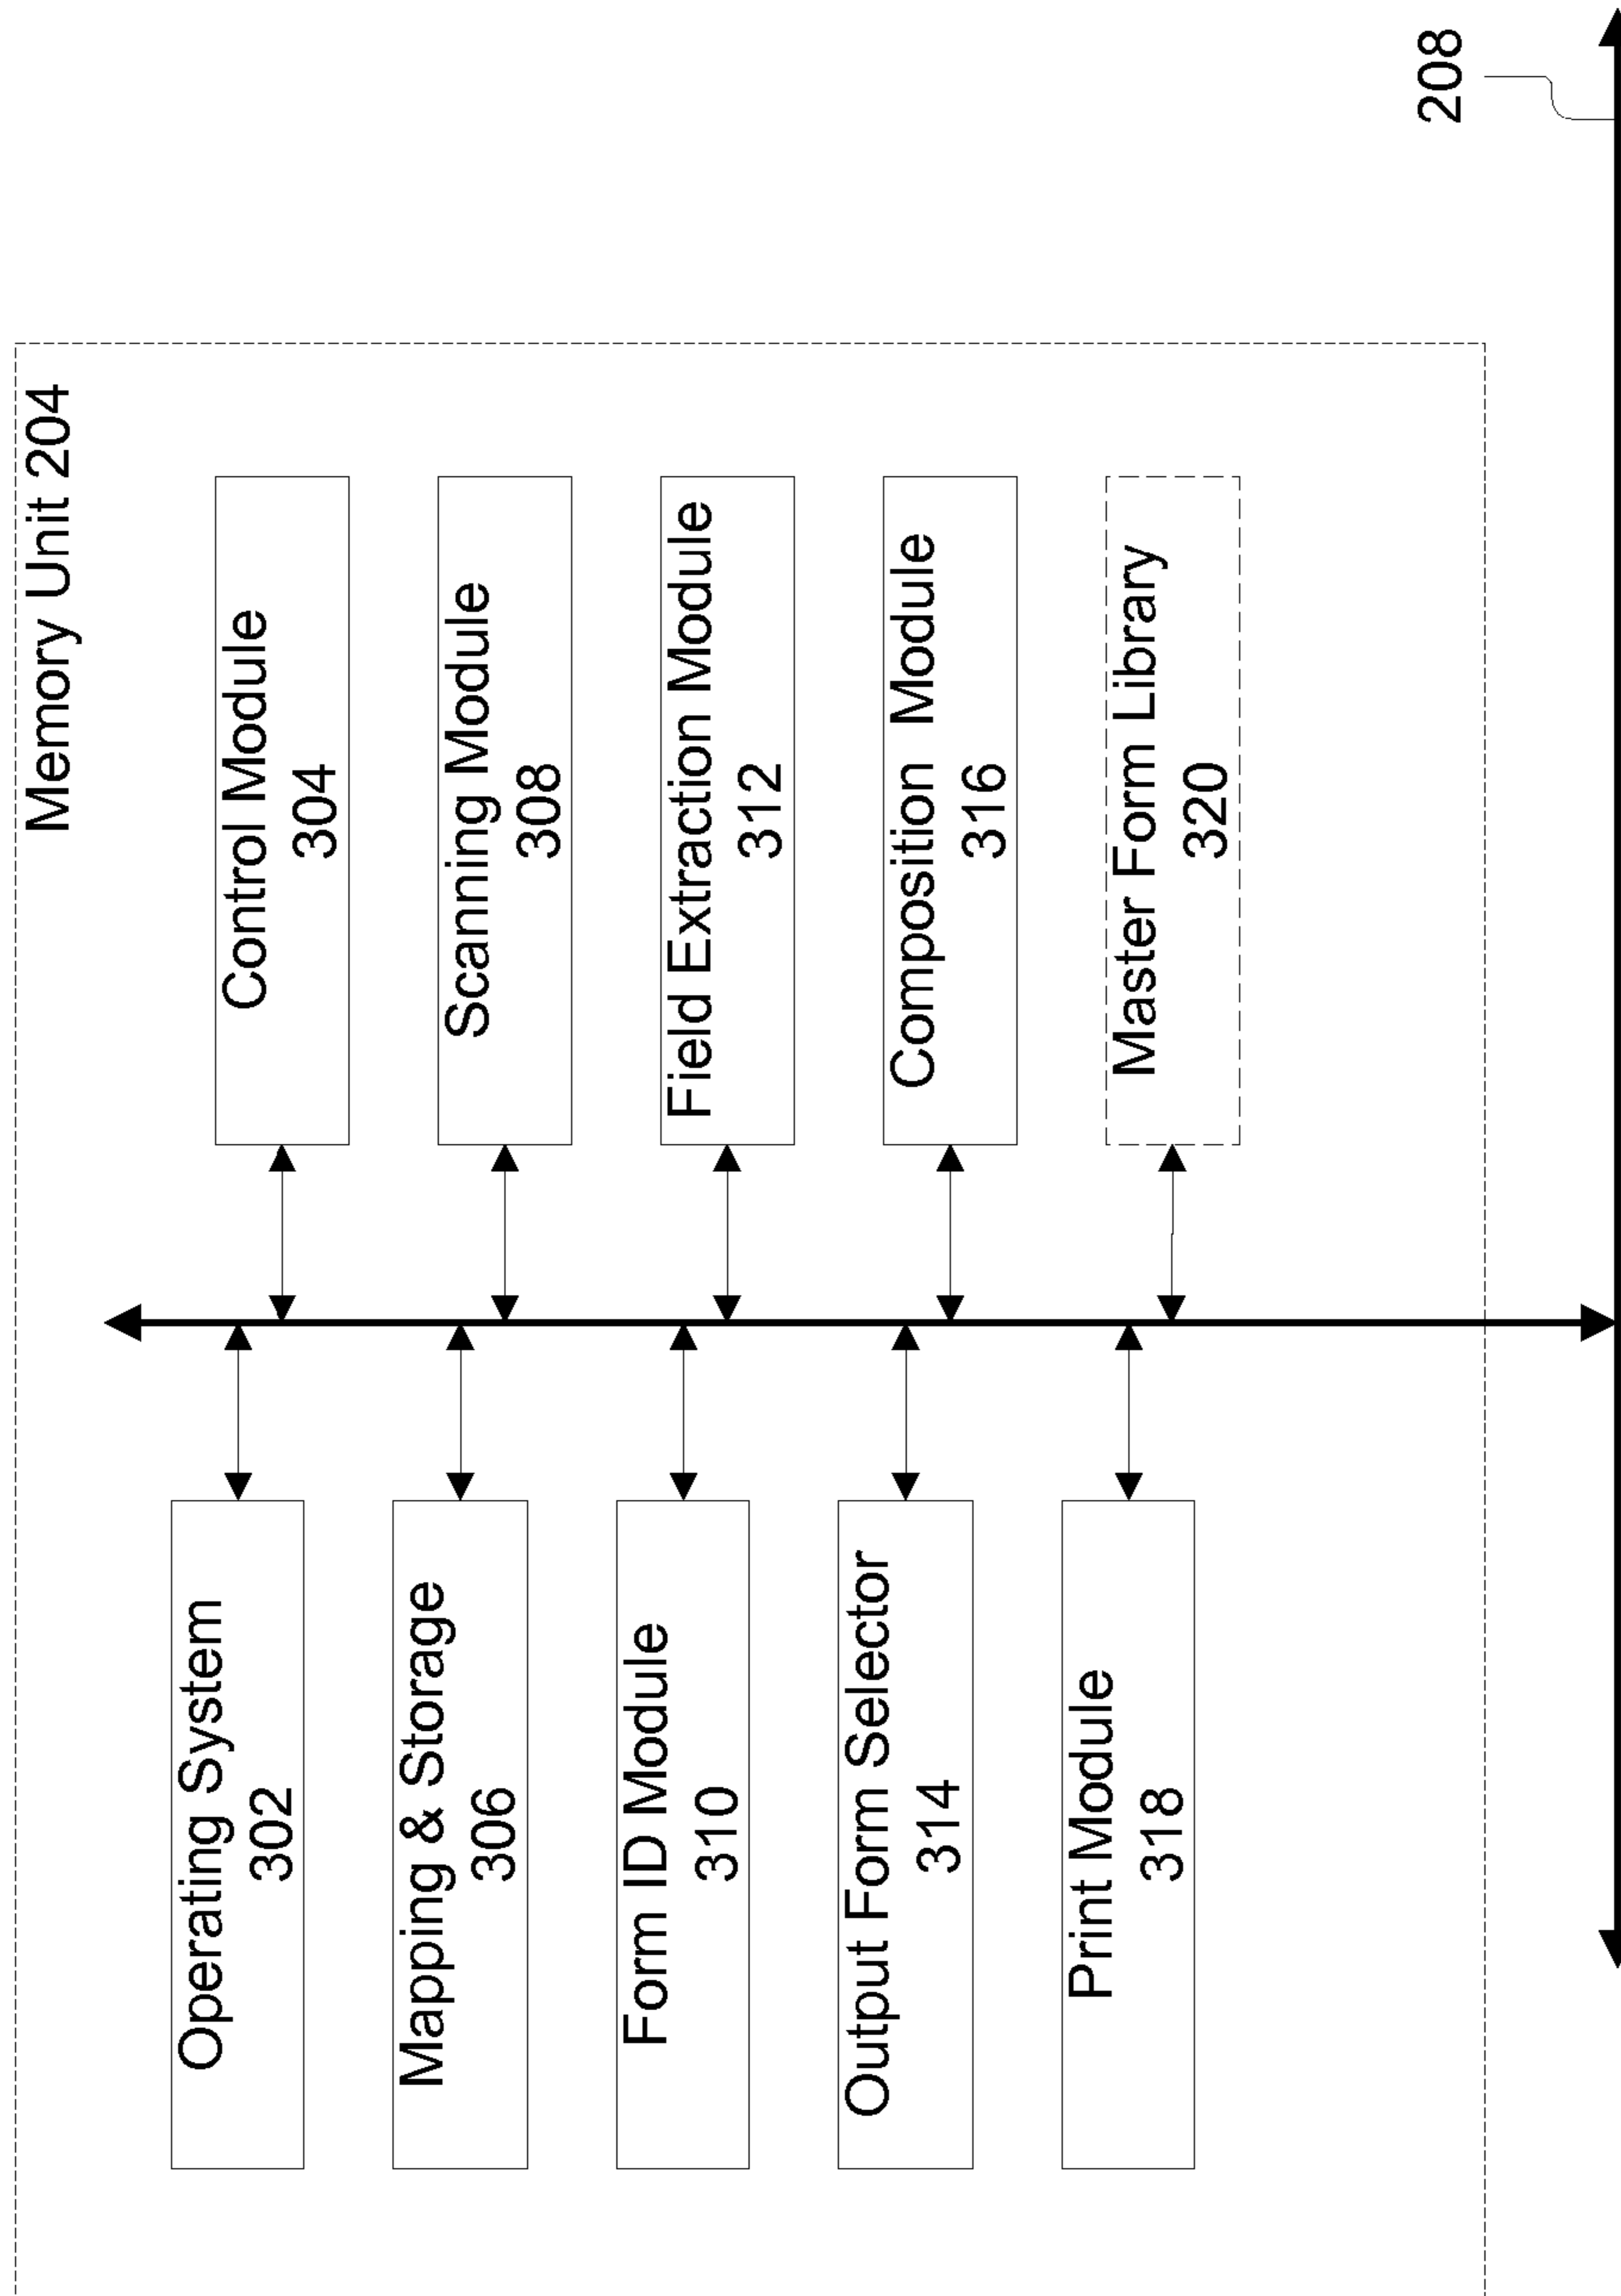 Memory Unit 204
Operating System
302
Control Module
304
Mapping & Storage
306
Scanning Module
308
Form ID Module
310
Field Extraction Module
312
Output Form Selector
314
Composition  Module
316
Print Module
318
Master Form Library
320
208